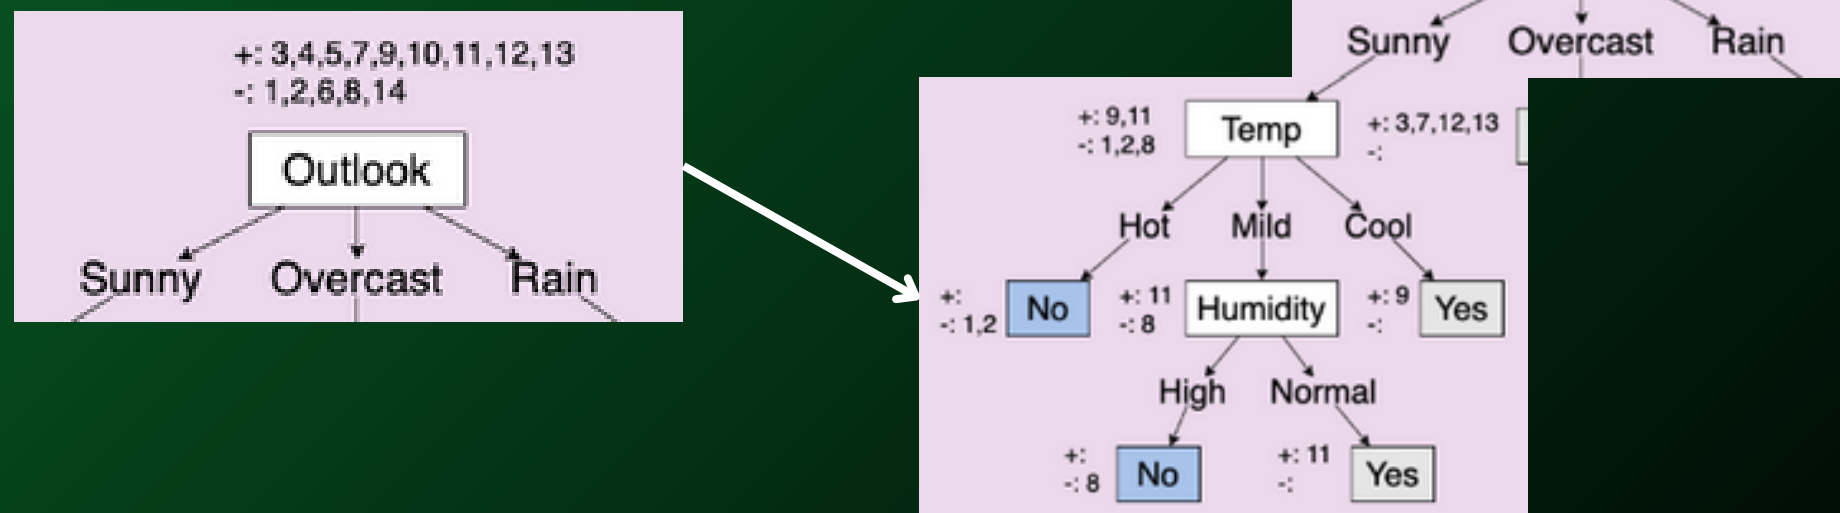 +: 3,4,5,7,9,10,11,12,13
-: 1,2,6,8,14
Outlook
Sunny Overcast Rain
Sunny Overcast Rain
+: 9,11
-: 1,2,8
Temp
+: 3,7,12,13
-:
Hot Mild Cool
+:
-: 1,2
No
+: 11
-: 8
Humidity
+: 9
-:
Yes
High Normal
+:
-: 8
No
+: 11
-:
Yes